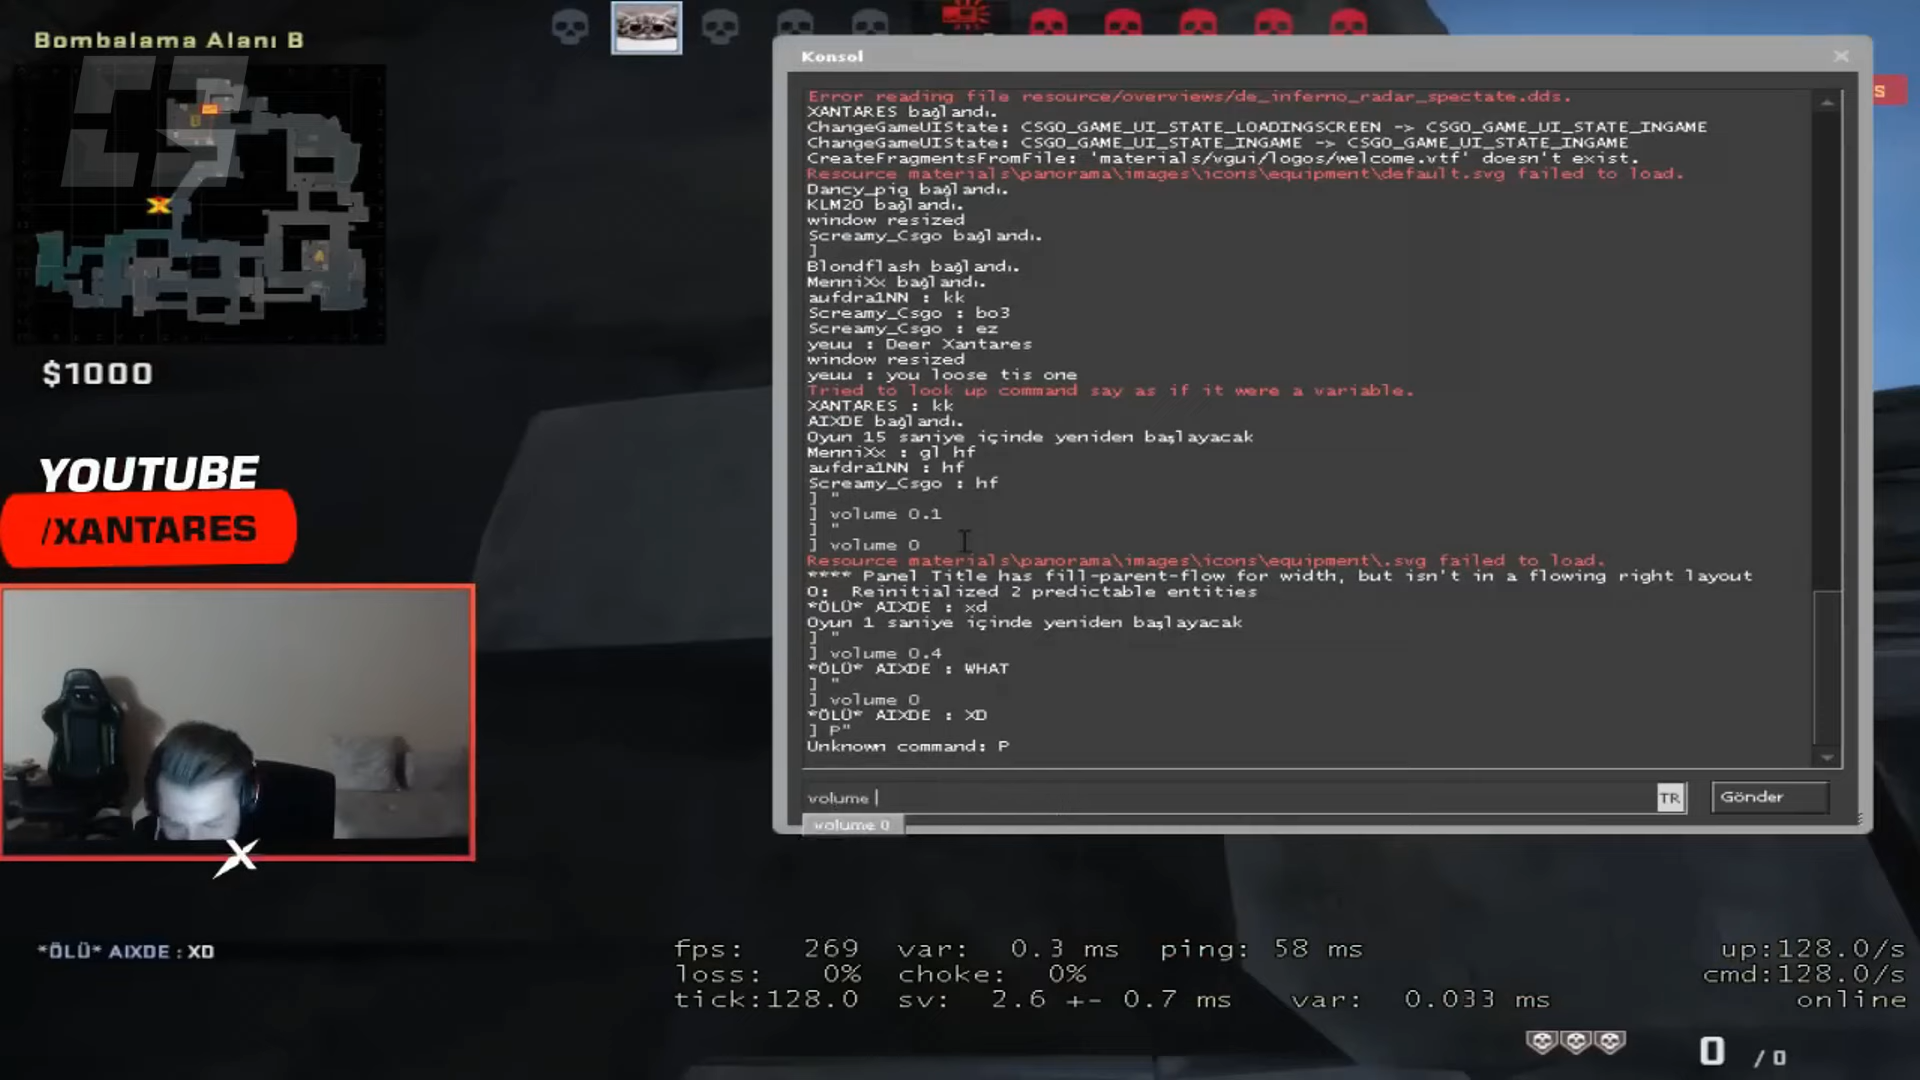 Bombalama Alanı B
$1000
YOUTUBE
/XANTARES
*ÖLÜ* AIXDE : XD
Konsol
Error reading file resource/overviews/de_inferno_radar_spectate.dds.
XANTARES bağlandı.
ChangeGameUIState: CSGO_GAME_UI_STATE_LOADINGSCREEN -> CSGO_GAME_UI_STATE_INGAME
ChangeGameUIState: CSGO_GAME_UI_STATE_INGAME -> CSGO_GAME_UI_STATE_INGAME
CreateFragmentsFromFile: 'materials/vgui/logos/welcome.vtf' doesn't exist.
Resource materials\panorama\images\icons\equipment\default.svg failed to load.
Dancy_pig bağlandı.
KLM20 bağlandı.
window resized
Screamy_Csgo bağlandı.
]
Blondflash bağlandı.
MenniXx bağlandı.
aufdra1NN : kk
Screamy_Csgo : bo3
Screamy_Csgo : ez
yeuu : Deer Xantares
window resized
yeuu : you loose tis one
Tried to look up command say as if it were a variable.
XANTARES : kk
AIXDE bağlandı.
Oyun 15 saniye içinde yeniden başlayacak
MenniXx : gl hf
aufdra1NN : hf
Screamy_Csgo : hf
] "
] volume 0.1
] "
] volume 0
Resource materials\panorama\images\icons\equipment\.svg failed to load.
**** Panel Title has fill-parent-flow for width, but isn't in a flowing right layout
0:  Reinitialized 2 predictable entities
*ÖLÜ* AIXDE : xd
Oyun 1 saniye içinde yeniden başlayacak
] "
] volume 0.4
*ÖLÜ* AIXDE : WHAT
] "
] volume 0
*ÖLÜ* AIXDE : XD
] P"
Unknown command: P
volume
TR
Gönder
volume 0
fps: 269 var: 0.3 ms ping: 58 ms
loss: 0% choke: 0%
tick:128.0 sv: 2.6 +- 0.7 ms var: 0.033 ms
up:128.0/s
cmd:128.0/s
online
0 / 0